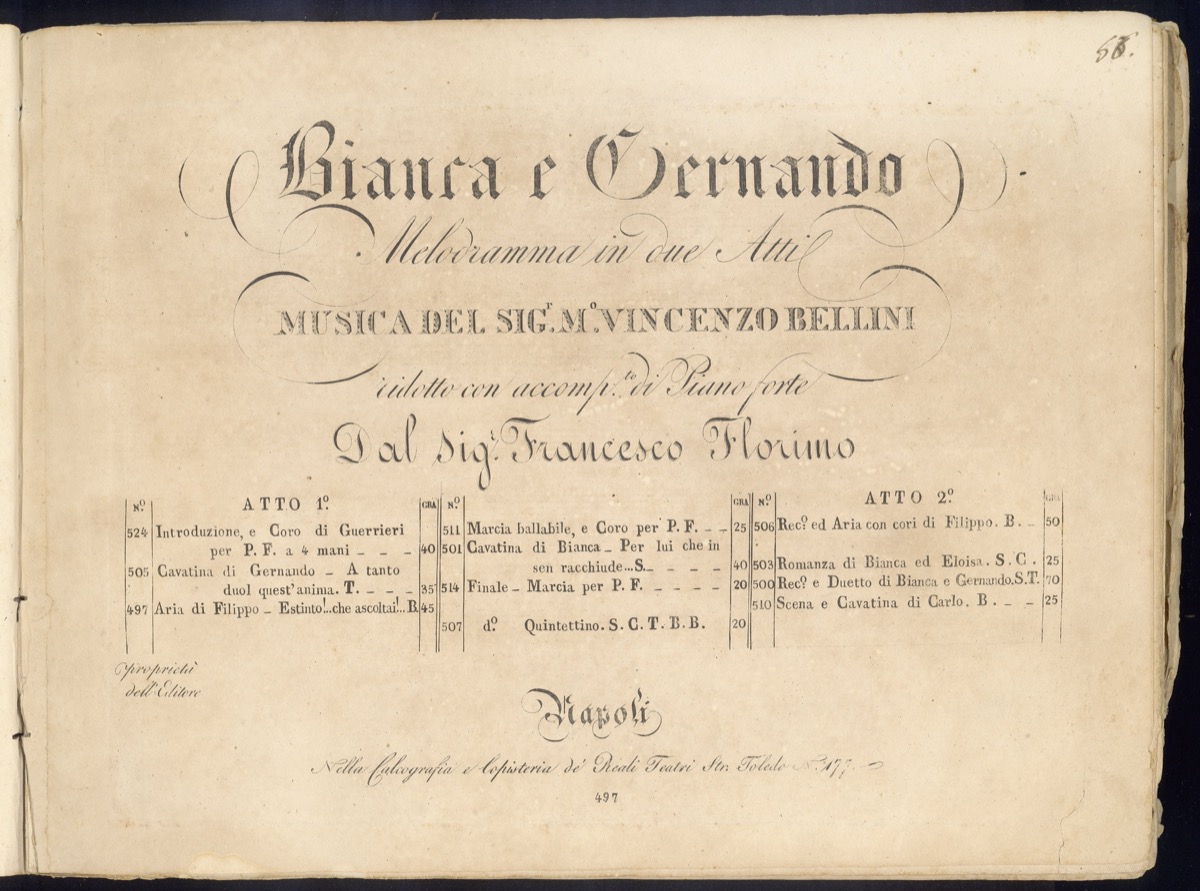 Bianca e Gernando
Melodramma in due Atti
MUSICA DEL SIG.r M.o VINCENZO BELLINI
ridotto con accomp.to di Piano forte
Dal Sig.r Francesco Florimo
N.o ATTO 1.o GRA
524 Introduzione, e Coro di Guerrieri
per P. F. a 4 mani _ _ _ 40
505 Cavatina di Gernando _ A tanto
duol quest'anima. T. _ _ _ 35
497 Aria di Filippo _ Estinto!..che ascoltai!.. B. 45
N.o GRA
511 Marcia ballabile, e Coro per P. F. _ _ 25
501 Cavatina di Bianca _ Per lui che in
sen racchiude...S. _ _ _ _ 40
514 Finale _ Marcia per P. F. _ _ _ _ 20
507 d.o Quintettino. S. C. T. B. B. 20
N.o ATTO 2.o GRA
506 Rec.o ed Aria con cori di Filippo. B. _ 50
503 Romanza di Bianca ed Eloisa. S. C. 25
500 Rec.o e Duetto di Bianca e Gernando. S. T. 70
510 Scena e Cavatina di Carlo. B. _ _ 25
proprietà
dell'Editore
Napoli
Nella Calcografia e Copisteria de' Reali Teatri Str. Toledo N.o 177
497